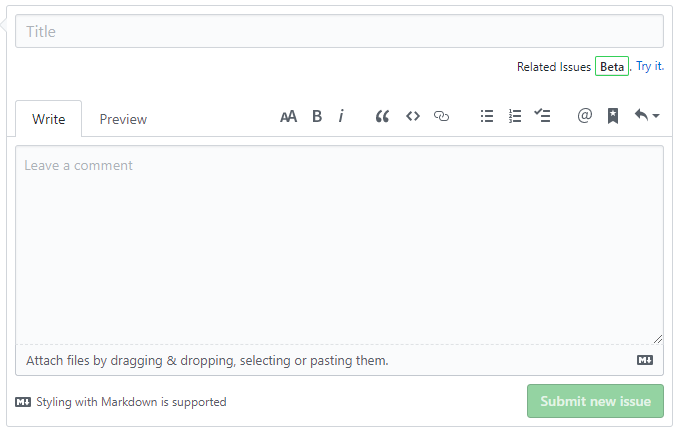 Title
Related Issues Beta . Try it.
Write Preview AA B i @
Leave a comment
Attach files by dragging & dropping, selecting or pasting them.
Styling with Markdown is supported
Submit new issue